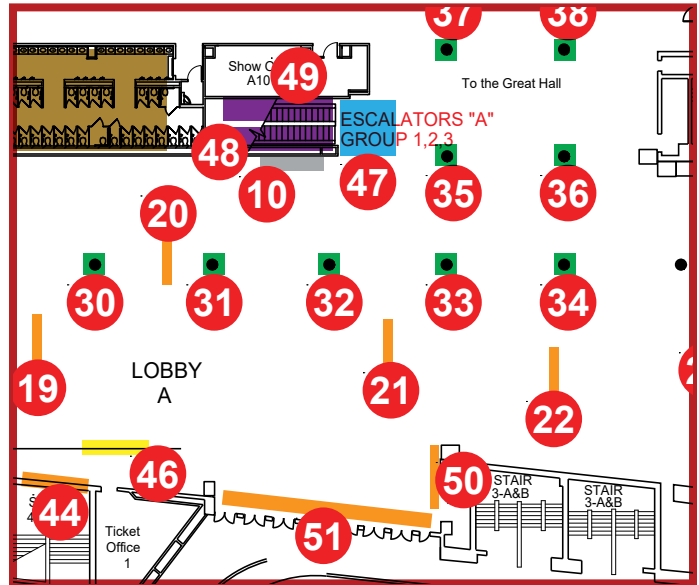 37
38
Show
A10
49
To the Great Hall
ESCALATORS "A"
GROUP 1,2,3
48
10
47
35
36
20
30
31
32
33
34
19
LOBBY
A
21
22
46
50
44
STAIR
3-A&B
STAIR
3-A&B
Ticket
Office
1
51